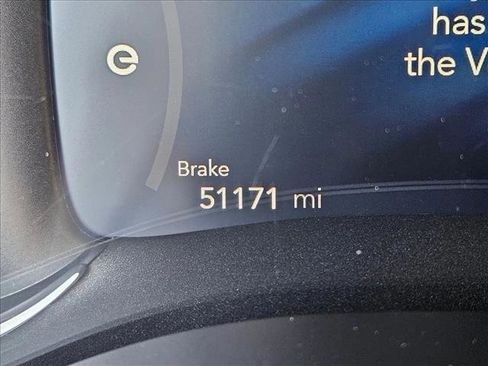 has
the V
e
Brake
51171 mi